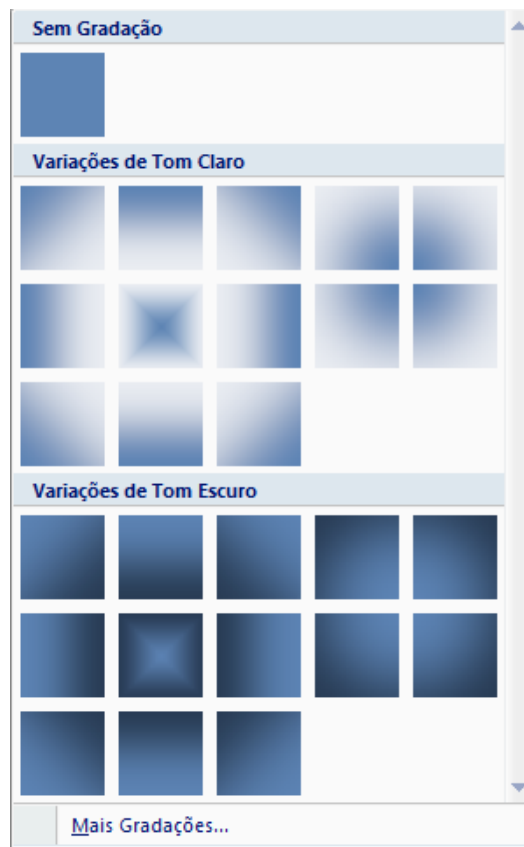 Sem Gradação
Variações de Tom Claro
Variações de Tom Escuro
Mais Gradações...